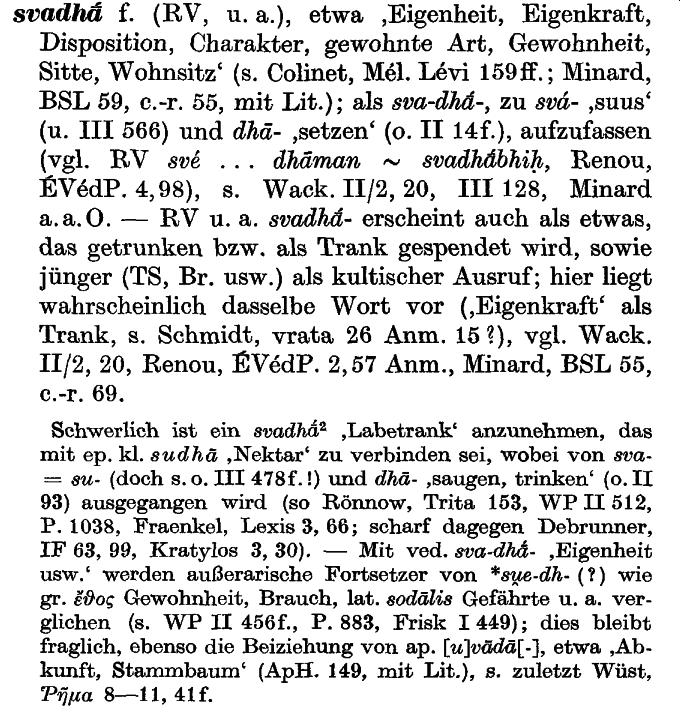 svadhā́ f. (RV, u. a.), etwa ‚Eigenheit, Eigenkraft,
Disposition, Charakter, gewohnte Art, Gewohnheit,
Sitte, Wohnsitz‘ (s. Colinet, Mél. Lévi 159ff.; Minard,
BSL 59, c.-r. 55, mit Lit.); als sva-dhā́-, zu svá- ‚suus‘
(u. III 566) und dhā- ‚setzen‘ (o. II 14f.), aufzufassen
(vgl. RV své ... dhāman ~ svadhā́bhiḥ, Renou,
ÉVédP. 4,98), s. Wack. II/2, 20, III 128, Minard
a.a.O. — RV u. a. svadhā́- erscheint auch als etwas,
das getrunken bzw. als Trank gespendet wird, sowie
jünger (TS, Br. usw.) als kultischer Ausruf; hier liegt
wahrscheinlich dasselbe Wort vor (‚Eigenkraft‘ als
Trank, s. Schmidt, vrata 26 Anm. 15?), vgl. Wack.
II/2, 20, Renou, ÉVédP. 2,57 Anm., Minard, BSL 55,
c.-r. 69.
Schwerlich ist ein svadhā́² ‚Labetrank‘ anzunehmen, das
mit ep. kl. sudhā ‚Nektar‘ zu verbinden sei, wobei von sva-
= su- (doch s. o. III 478f.!) und dhā- ‚saugen, trinken‘ (o. II
93) ausgegangen wird (so Rönnow, Trita 153, WP II 512,
P. 1038, Fraenkel, Lexis 3, 66; scharf dagegen Debrunner,
IF 63, 99, Kratylos 3, 30). — Mit ved. sva-dhā́- ‚Eigenheit
usw.‘ werden außerarische Fortsetzer von *su̯e-dh- (?) wie
gr. ἔϑος Gewohnheit, Brauch, lat. sodālis Gefährte u. a. ver-
glichen (s. WP II 456f., P. 883, Frisk I 449); dies bleibt
fraglich, ebenso die Beiziehung von ap. [u]vādā[-], etwa ‚Ab-
kunft, Stammbaum‘ (ApH. 149, mit Lit.), s. zuletzt Wüst,
Ῥῆμα 8—11, 41f.